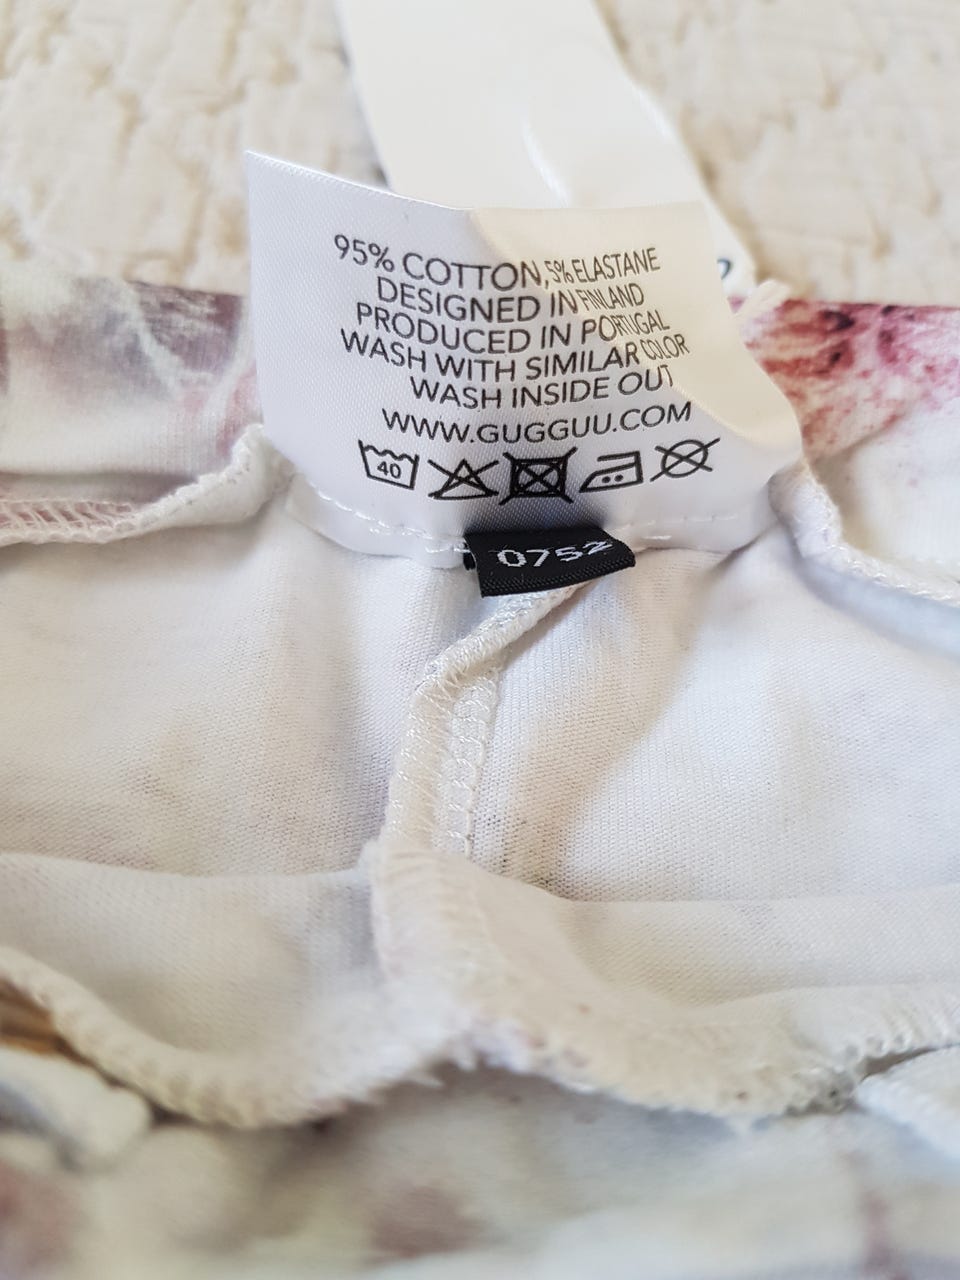 95% COTTON, 5% ELASTANE
DESIGNED IN FINLAND
PRODUCED IN PORTUGAL
WASH WITH SIMILAR COLOR
WASH INSIDE OUT
WWW.GUGGUU.COM
40
0752